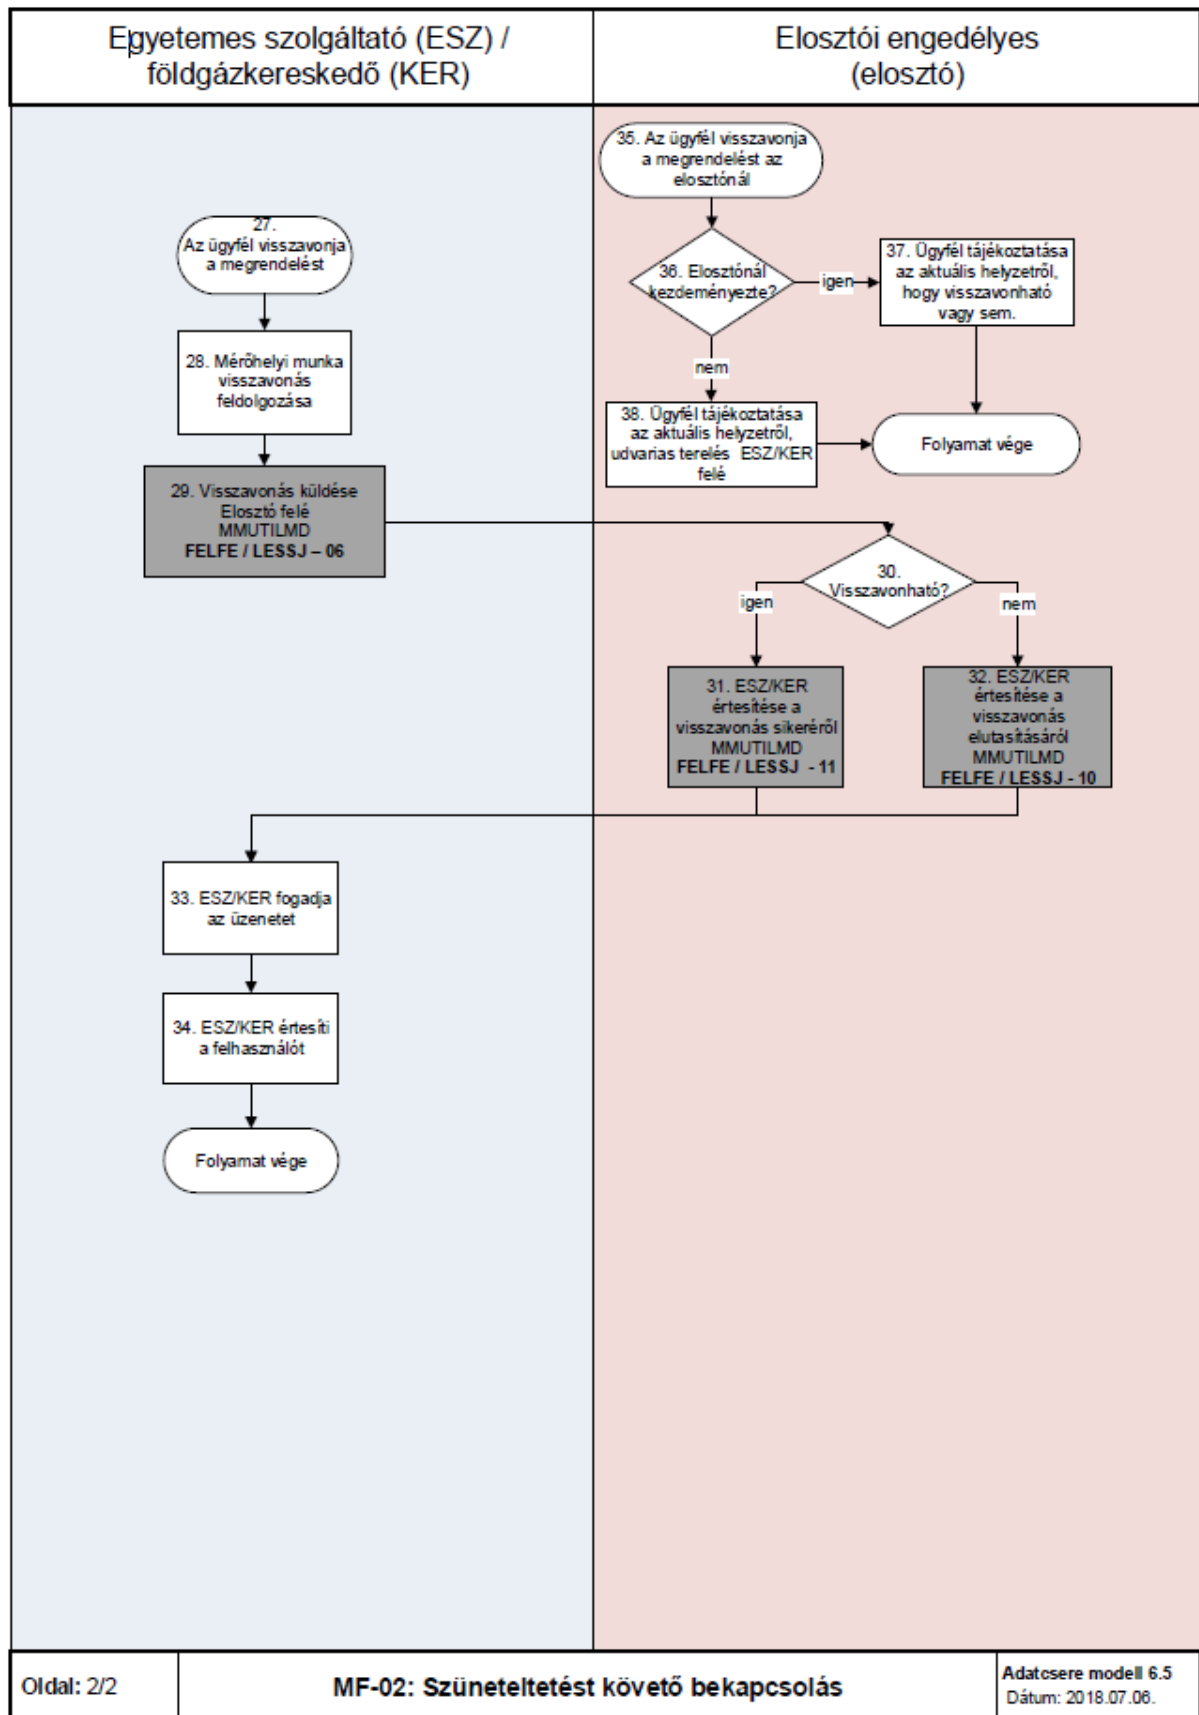 Egyetemes szolgáltató (ESZ) /
földgázkereskedő (KER)
Elosztói engedélyes
(elosztó)
35. Az ügyfél visszavonja
a megrendelést az
elosztónál
27.
Az ügyfél visszavonja
a megrendelést
36. Elosztónál
kezdeményezte?
igen
37. Ügyfél tájékoztatása
az aktuális helyzetről,
hogy visszavonható
vagy sem.
28. Mérőhelyi munka
visszavonás
feldolgozása
nem
38. Ügyfél tájékoztatása
az aktuális helyzetről,
udvarias terelés ESZ/KER
felé
Folyamat vége
29. Visszavonás küldése
Elosztó felé
MMUTILMD
FELFE / LESSJ – 06
30.
Visszavonható?
igen
nem
31. ESZ/KER
értesítése a
visszavonás sikeréről
MMUTILMD
FELFE / LESSJ - 11
32. ESZ/KER
értesítése a
visszavonás
elutasításáról
MMUTILMD
FELFE / LESSJ - 10
33. ESZ/KER fogadja
az üzenetet
34. ESZ/KER értesíti
a felhasználót
Folyamat vége
Oldal: 2/2
MF-02: Szüneteltetést követő bekapcsolás
Adatcsere modell 6.5
Dátum: 2018.07.06.